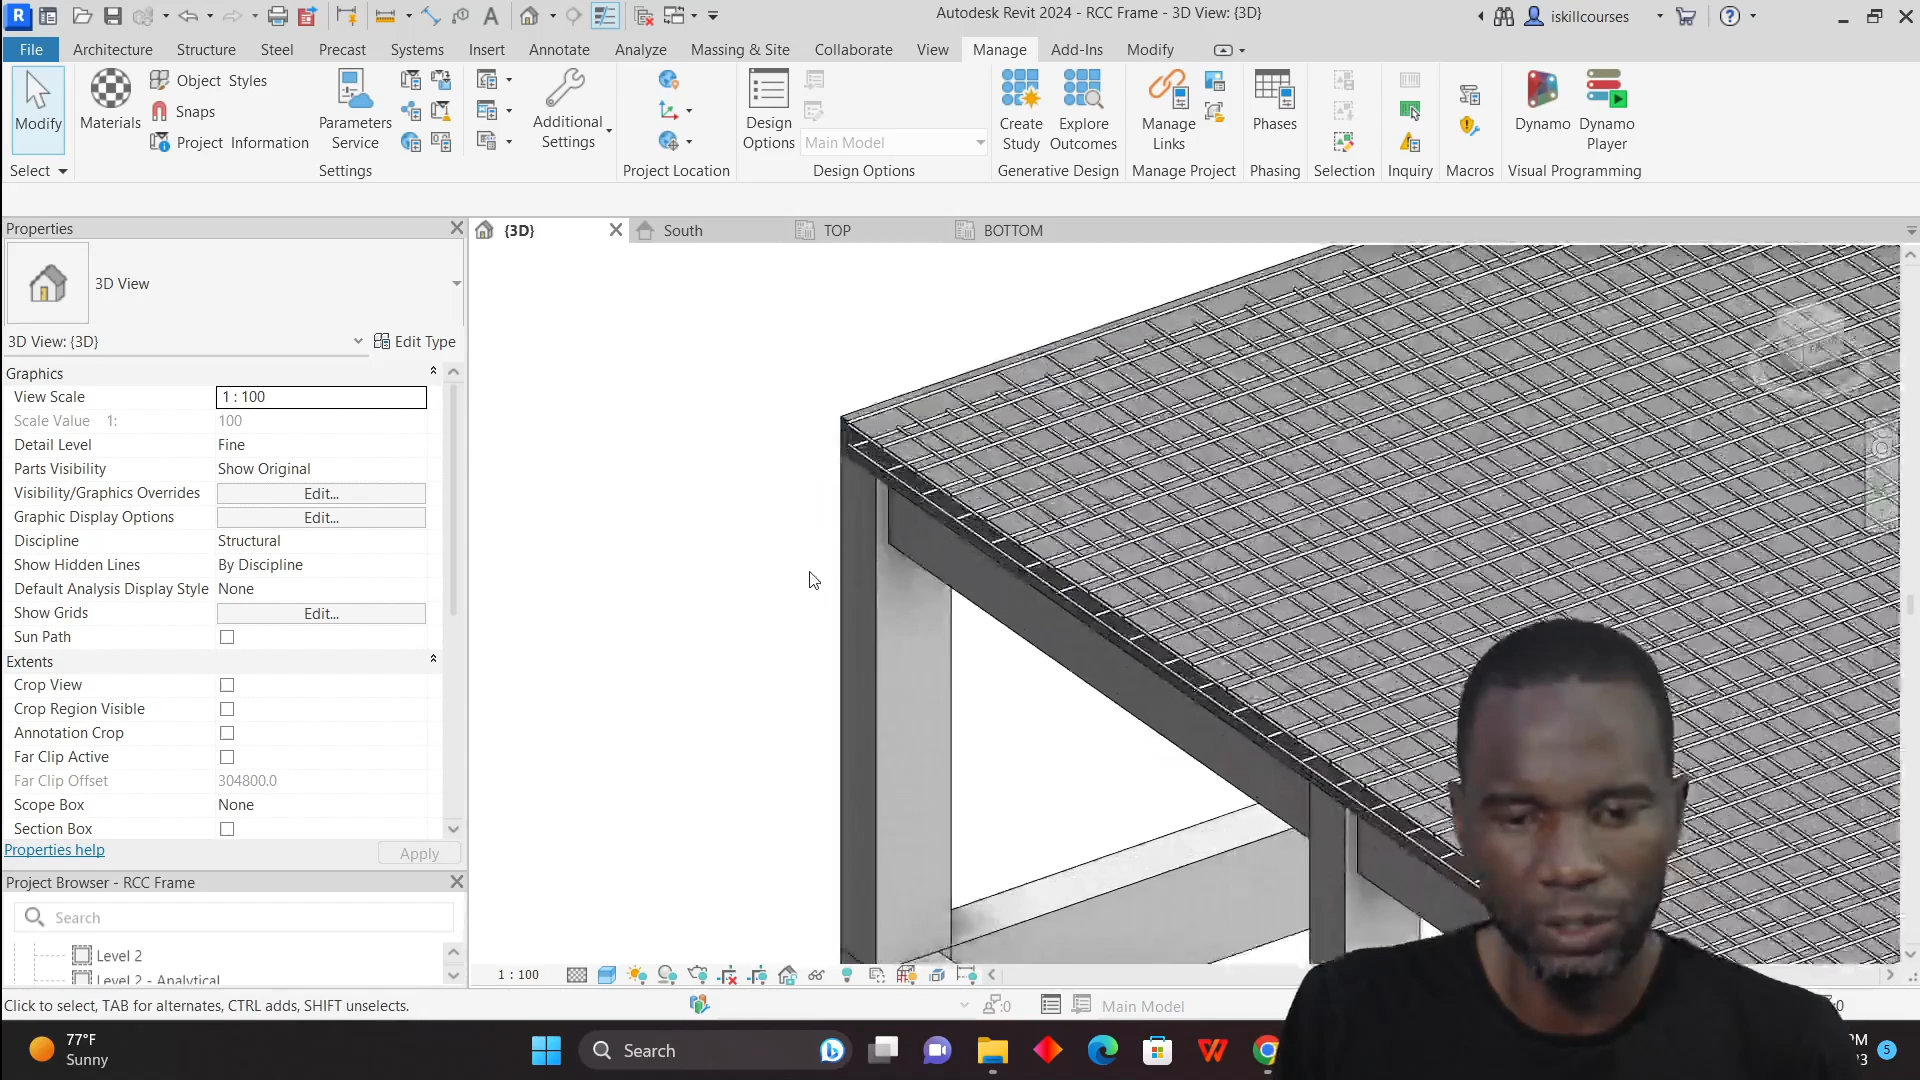 Autodesk Revit 2024 - RCC Frame - 3D View: {3D}
iskillcourses
File Architecture Structure Steel Precast Systems Insert Annotate Analyze Massing & Site Collaborate View Manage Add-Ins Modify
Modify
Materials
Object Styles
Snaps
Project Information
Parameters Service
Additional Settings
Design Options
Main Model
Create Study
Explore Outcomes
Manage Links
Phases
Dynamo
Dynamo Player
Select Settings Project Location Design Options Generative Design Manage Project Phasing Selection Inquiry Macros Visual Programming
Properties
{3D} South TOP BOTTOM
3D View
3D View: {3D} Edit Type
Graphics
View Scale 1 : 100
Scale Value 1: 100
Detail Level Fine
Parts Visibility Show Original
Visibility/Graphics Overrides Edit...
Graphic Display Options Edit...
Discipline Structural
Show Hidden Lines By Discipline
Default Analysis Display Style None
Show Grids Edit...
Sun Path
Extents
Crop View
Crop Region Visible
Annotation Crop
Far Clip Active
Far Clip Offset 304800.0
Scope Box None
Section Box
Properties help Apply
Project Browser - RCC Frame
Search
Level 2
Level 2 - Analytical
1 : 100
Click to select, TAB for alternates, CTRL adds, SHIFT unselects.
:0
Main Model
:0
77°F
Sunny
Search
PM
3
5